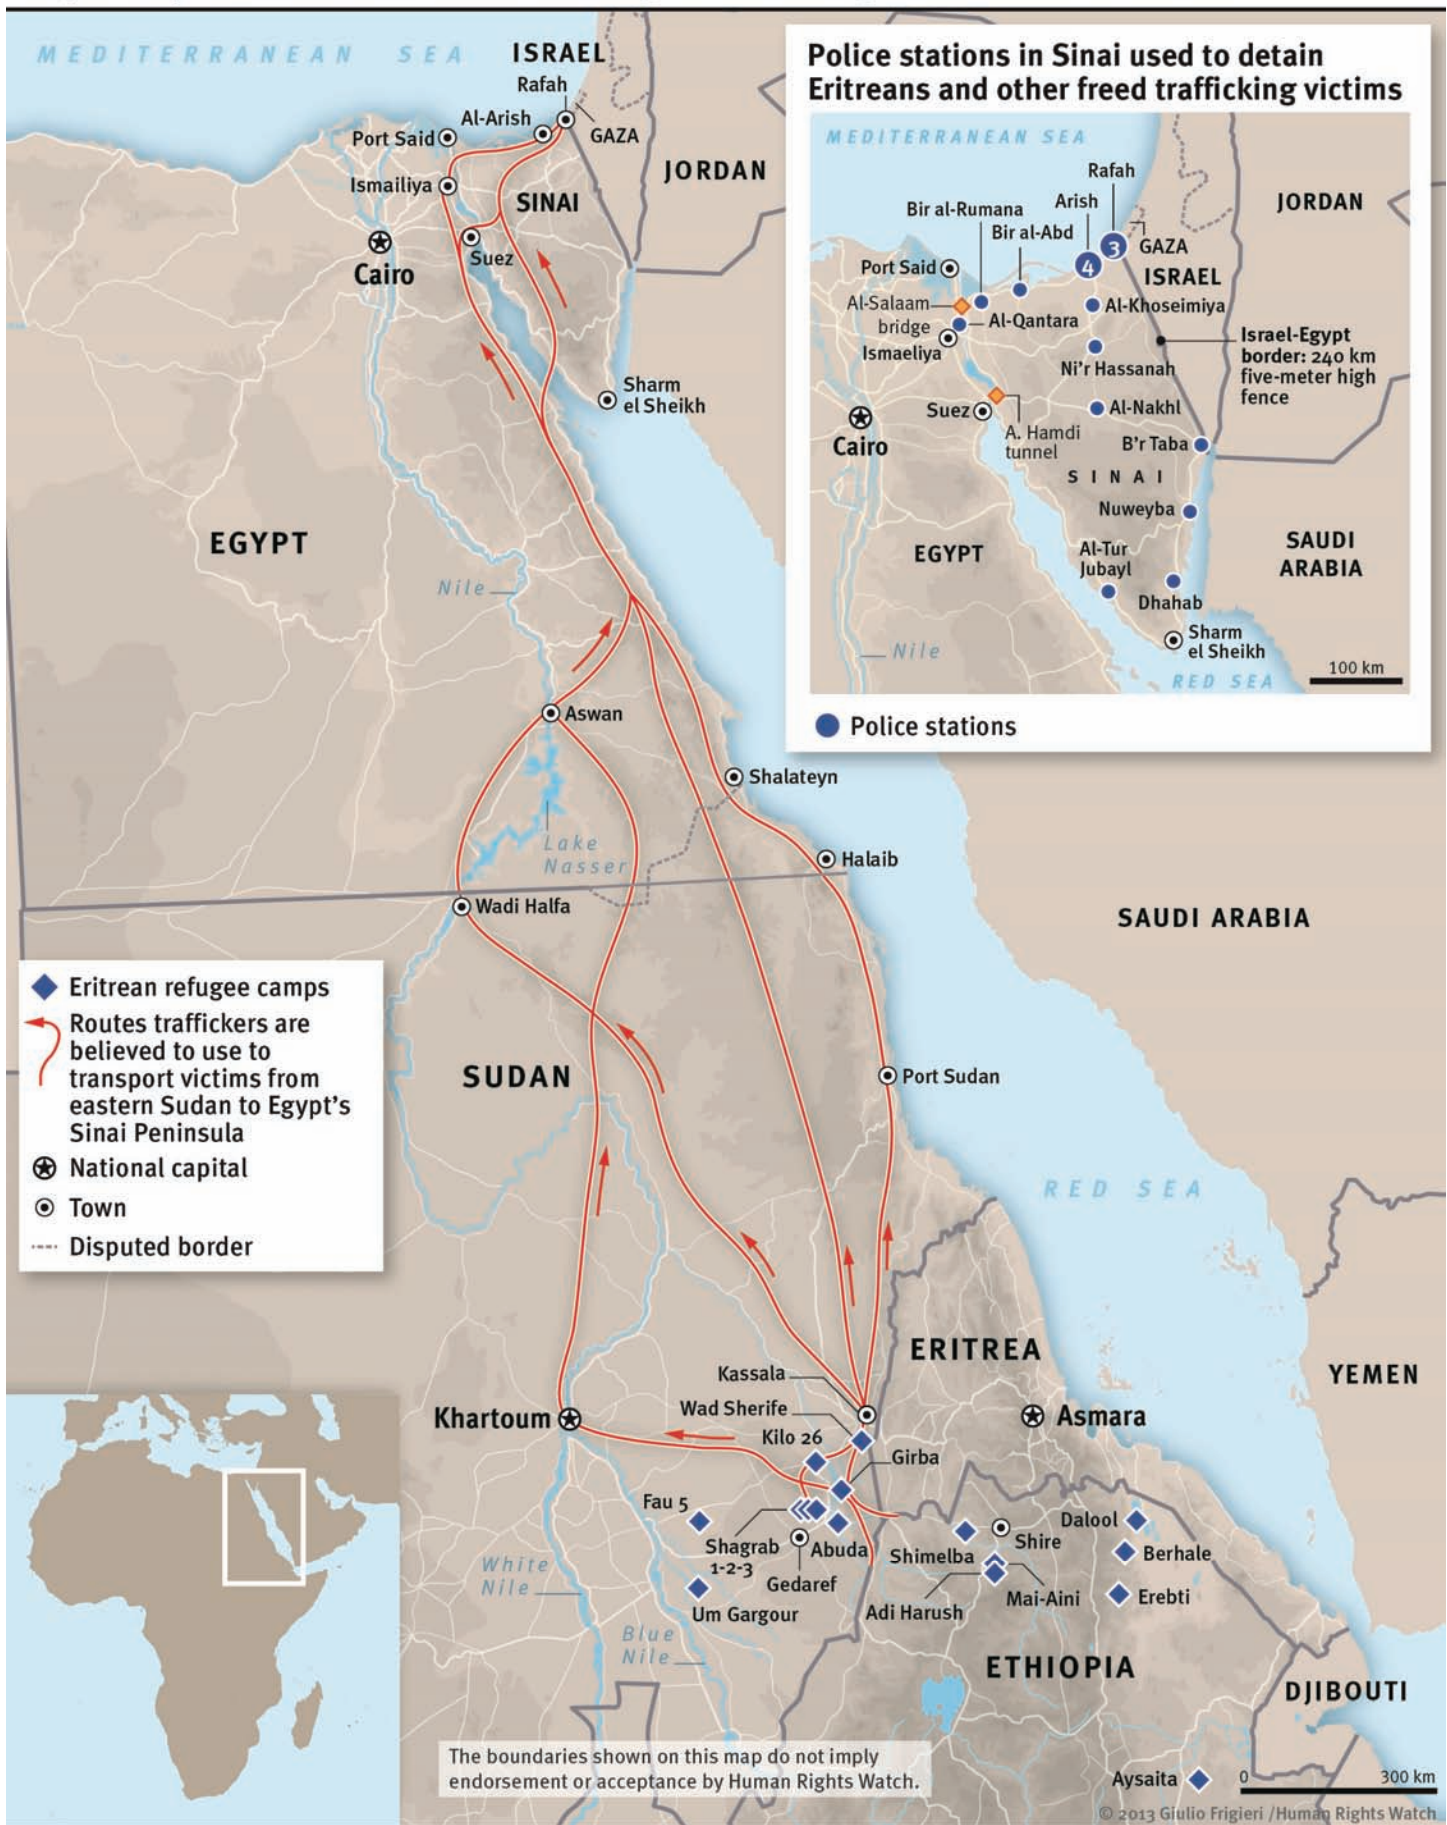 MEDITERRANEAN SEA
ISRAEL
Rafah
Al-Arish
Port Said
GAZA
JORDAN
Ismailiya
SINAI
Cairo
Suez
Sharm
el Sheikh
EGYPT
Nile
Aswan
Shalateyn
Lake
Nasser
Halaib
Wadi Halfa
SAUDI ARABIA
SUDAN
Port Sudan
RED SEA
ERITREA
YEMEN
Kassala
Wad Sherife
Khartoum
Asmara
Kilo 26
Girba
Fau 5
Shagrab
1-2-3
Abuda
Gedaref
Um Gargour
White
Nile
Blue
Nile
Shimelba
Shire
Dalool
Berhale
Adi Harush
Mai-Aini
Erebti
ETHIOPIA
DJIBOUTI
Aysaita
0
300 km
Police stations in Sinai used to detain
Eritreans and other freed trafficking victims
MEDITERRANEAN SEA
Rafah
Arish
Bir al-Rumana
Bir al-Abd
JORDAN
3
4
GAZA
ISRAEL
Port Said
Al-Salaam
bridge
Al-Khoseimiya
Al-Qantara
Ismaeliya
Israel-Egypt
border: 240 km
five-meter high
fence
Ni'r Hassanah
Suez
Al-Nakhl
A. Hamdi
tunnel
Cairo
B'r Taba
SINAI
Nuweyba
EGYPT
Al-Tur
Jubayl
SAUDI
ARABIA
Dhahab
Sharm
el Sheikh
Nile
RED SEA
100 km
Police stations
Eritrean refugee camps
Routes traffickers are
believed to use to
transport victims from
eastern Sudan to Egypt's
Sinai Peninsula
National capital
Town
Disputed border
The boundaries shown on this map do not imply
endorsement or acceptance by Human Rights Watch.
© 2013 Giulio Frigieri /Human Rights Watch